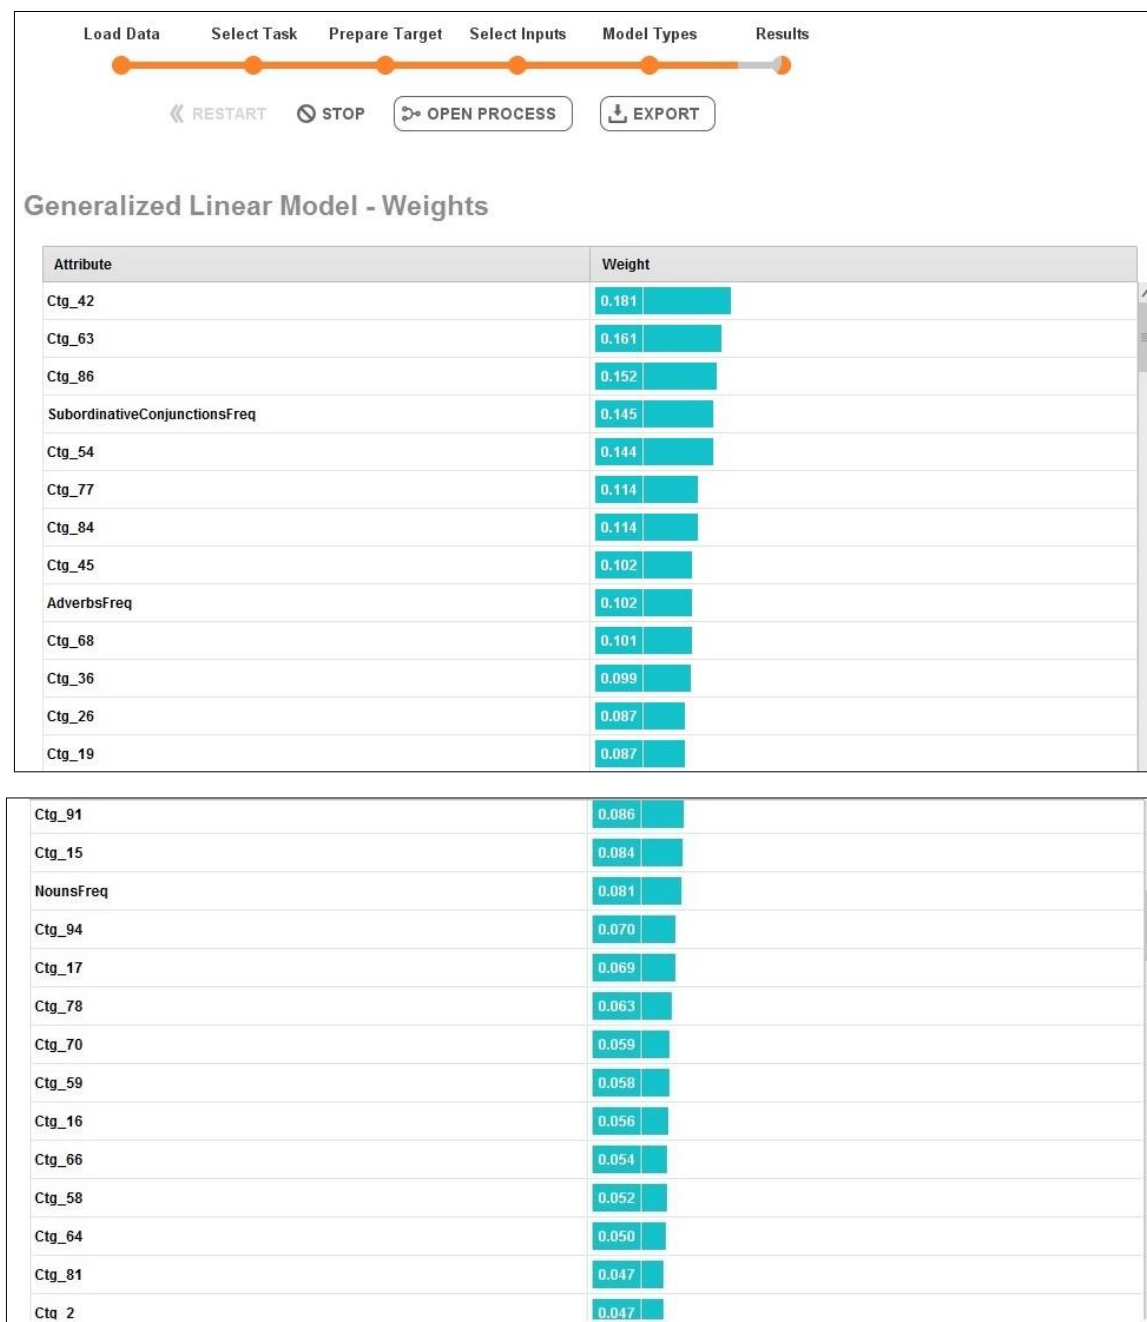 Load Data Select Task Prepare Target Select Inputs Model Types Results
RESTART STOP OPEN PROCESS EXPORT
Generalized Linear Model - Weights
Attribute Weight
Ctg_42 0.181
Ctg_63 0.161
Ctg_86 0.152
SubordinativeConjunctionsFreq 0.145
Ctg_54 0.144
Ctg_77 0.114
Ctg_84 0.114
Ctg_45 0.102
AdverbsFreq 0.102
Ctg_68 0.101
Ctg_36 0.099
Ctg_26 0.087
Ctg_19 0.087
Ctg_91 0.086
Ctg_15 0.084
NounsFreq 0.081
Ctg_94 0.070
Ctg_17 0.069
Ctg_78 0.063
Ctg_70 0.059
Ctg_59 0.058
Ctg_16 0.056
Ctg_66 0.054
Ctg_58 0.052
Ctg_64 0.050
Ctg_81 0.047
Ctg_2 0.047